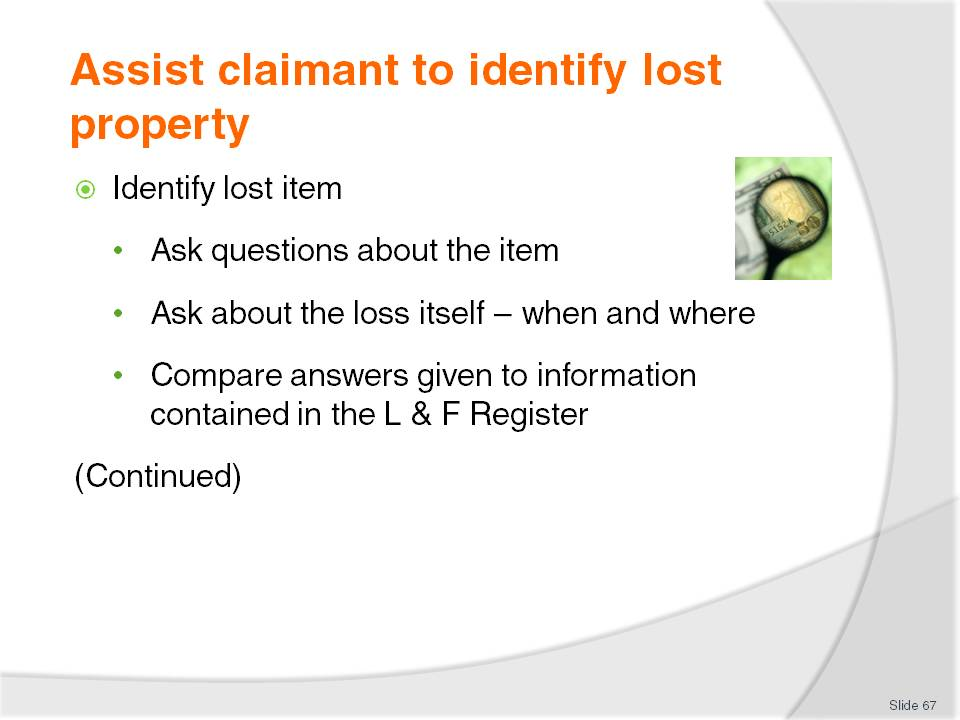 Assist claimant to identify lost
property
Identify lost item
• Ask questions about the item
• Ask about the loss itself – when and where
• Compare answers given to information
contained in the L & F Register
(Continued)
Slide 67